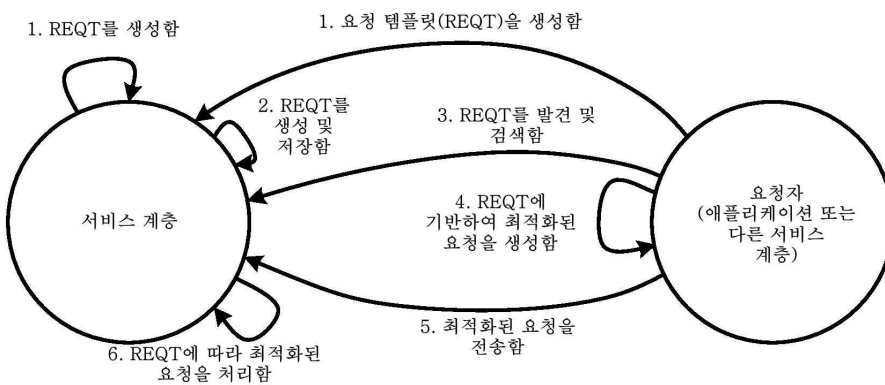 1. REQT를 생성함
1. 요청 템플릿(REQT)을 생성함
2. REQT를
생성 및
저장함
3. REQT를 발견 및
검색함
서비스 계층
4. REQT에
기반하여 최적화된
요청을 생성함
요청자
(애플리케이션 또는
다른 서비스
계층)
5. 최적화된 요청을
전송함
6. REQT에 따라 최적화된
요청을 처리함